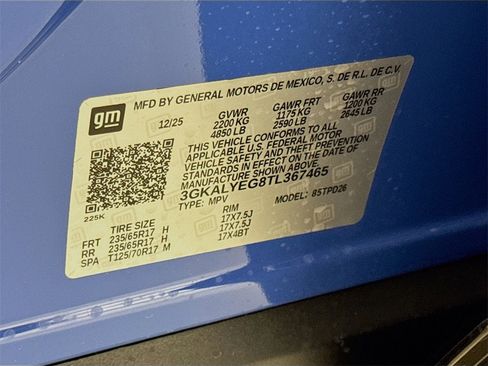 gm
MFD BY GENERAL MOTORS DE MEXICO, S. DE R.L. DE C.V.
12/25 GVWR GAWR FRT GAWR RR
2200 KG 1175 KG 1200 KG
4850 LB 2590 LB 2645 LB
THIS VEHICLE CONFORMS TO ALL
APPLICABLE U.S. FEDERAL MOTOR
VEHICLE SAFETY AND THEFT PREVENTION
STANDARDS IN EFFECT ON THE DATE OF
MANUFACTURE SHOWN ABOVE.
3GKALYEG8TL367465
TYPE: MPV MODEL: 85TPD26
225K
TIRE SIZE RIM
FRT 235/65R17 H 17X7.5J
RR 235/65R17 H 17X7.5J
SPA T125/70R17 M 17X4BT